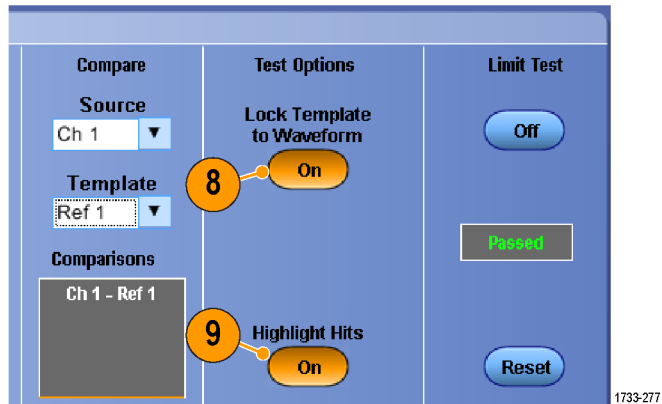 Compare
Source
Ch 1
Template
Ref 1
Comparisons
Ch 1 - Ref 1
Test Options
Lock Template
to Waveform
8
On
9
Highlight Hits
On
Limit Test
Off
Passed
Reset
1733-277